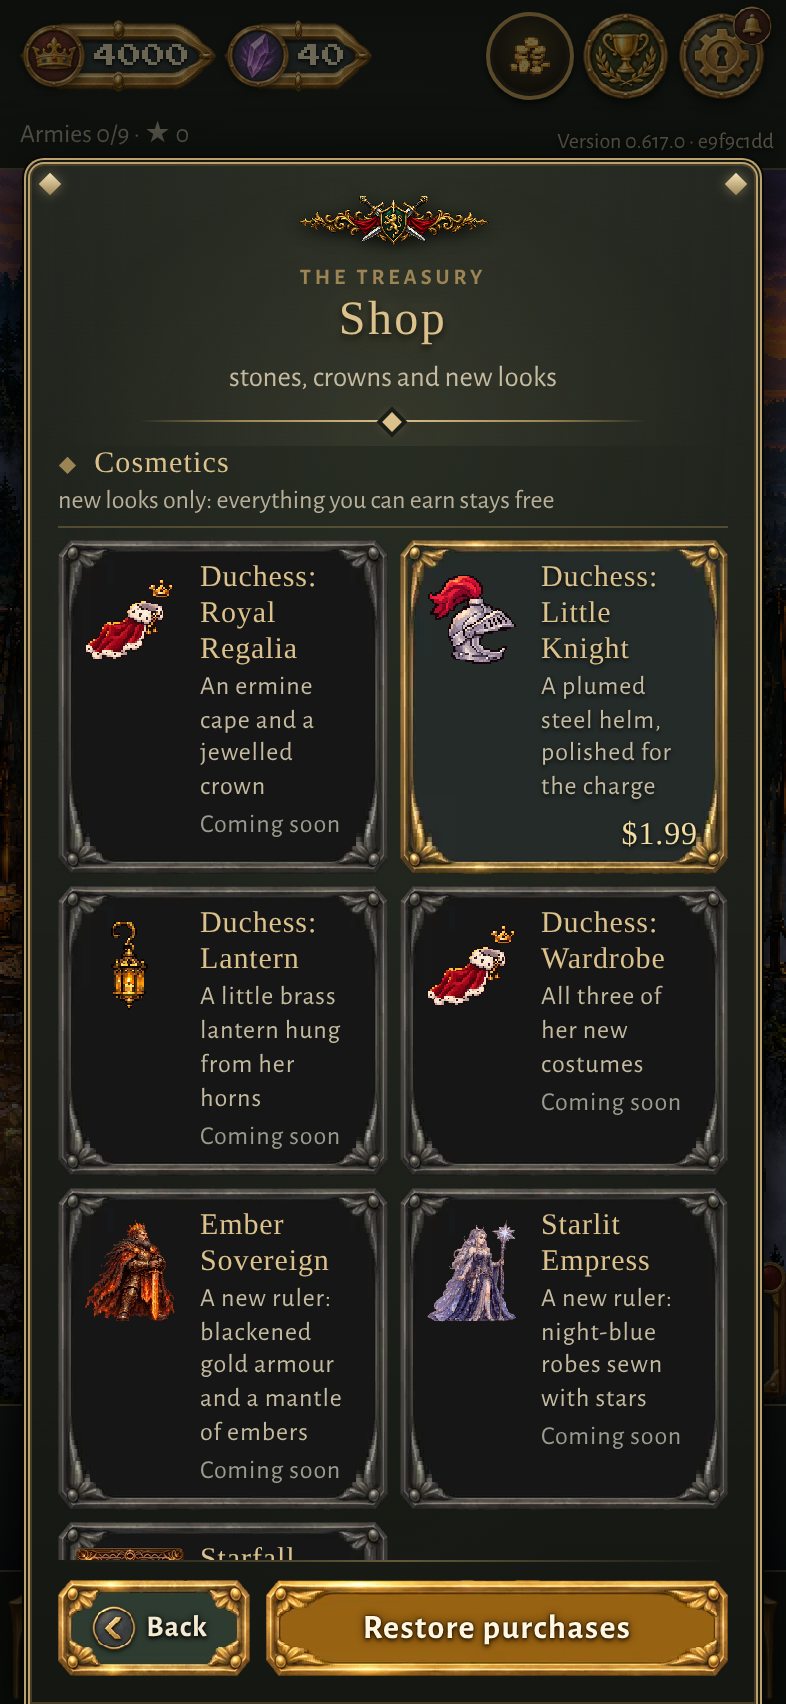 4000
40
Armies 0/9 · ★ 0
Version 0.617.0 · e9f9c1dd
THE TREASURY
Shop
stones, crowns and new looks
Cosmetics
new looks only: everything you can earn stays free
Duchess:
Royal
Regalia
An ermine
cape and a
jewelled
crown
Coming soon
Duchess:
Little
Knight
A plumed
steel helm,
polished for
the charge
$1.99
Duchess:
Lantern
A little brass
lantern hung
from her
horns
Coming soon
Duchess:
Wardrobe
All three of
her new
costumes
Coming soon
Ember
Sovereign
A new ruler:
blackened
gold armour
and a mantle
of embers
Coming soon
Starlit
Empress
A new ruler:
night-blue
robes sewn
with stars
Coming soon
Starfall
Back
Restore purchases